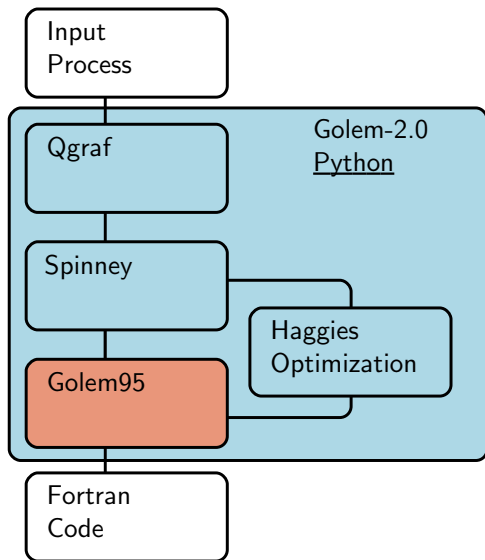 Input
Process
Golem-2.0
Python
Qgraf
Spinney
Haggies
Optimization
Golem95
Fortran
Code